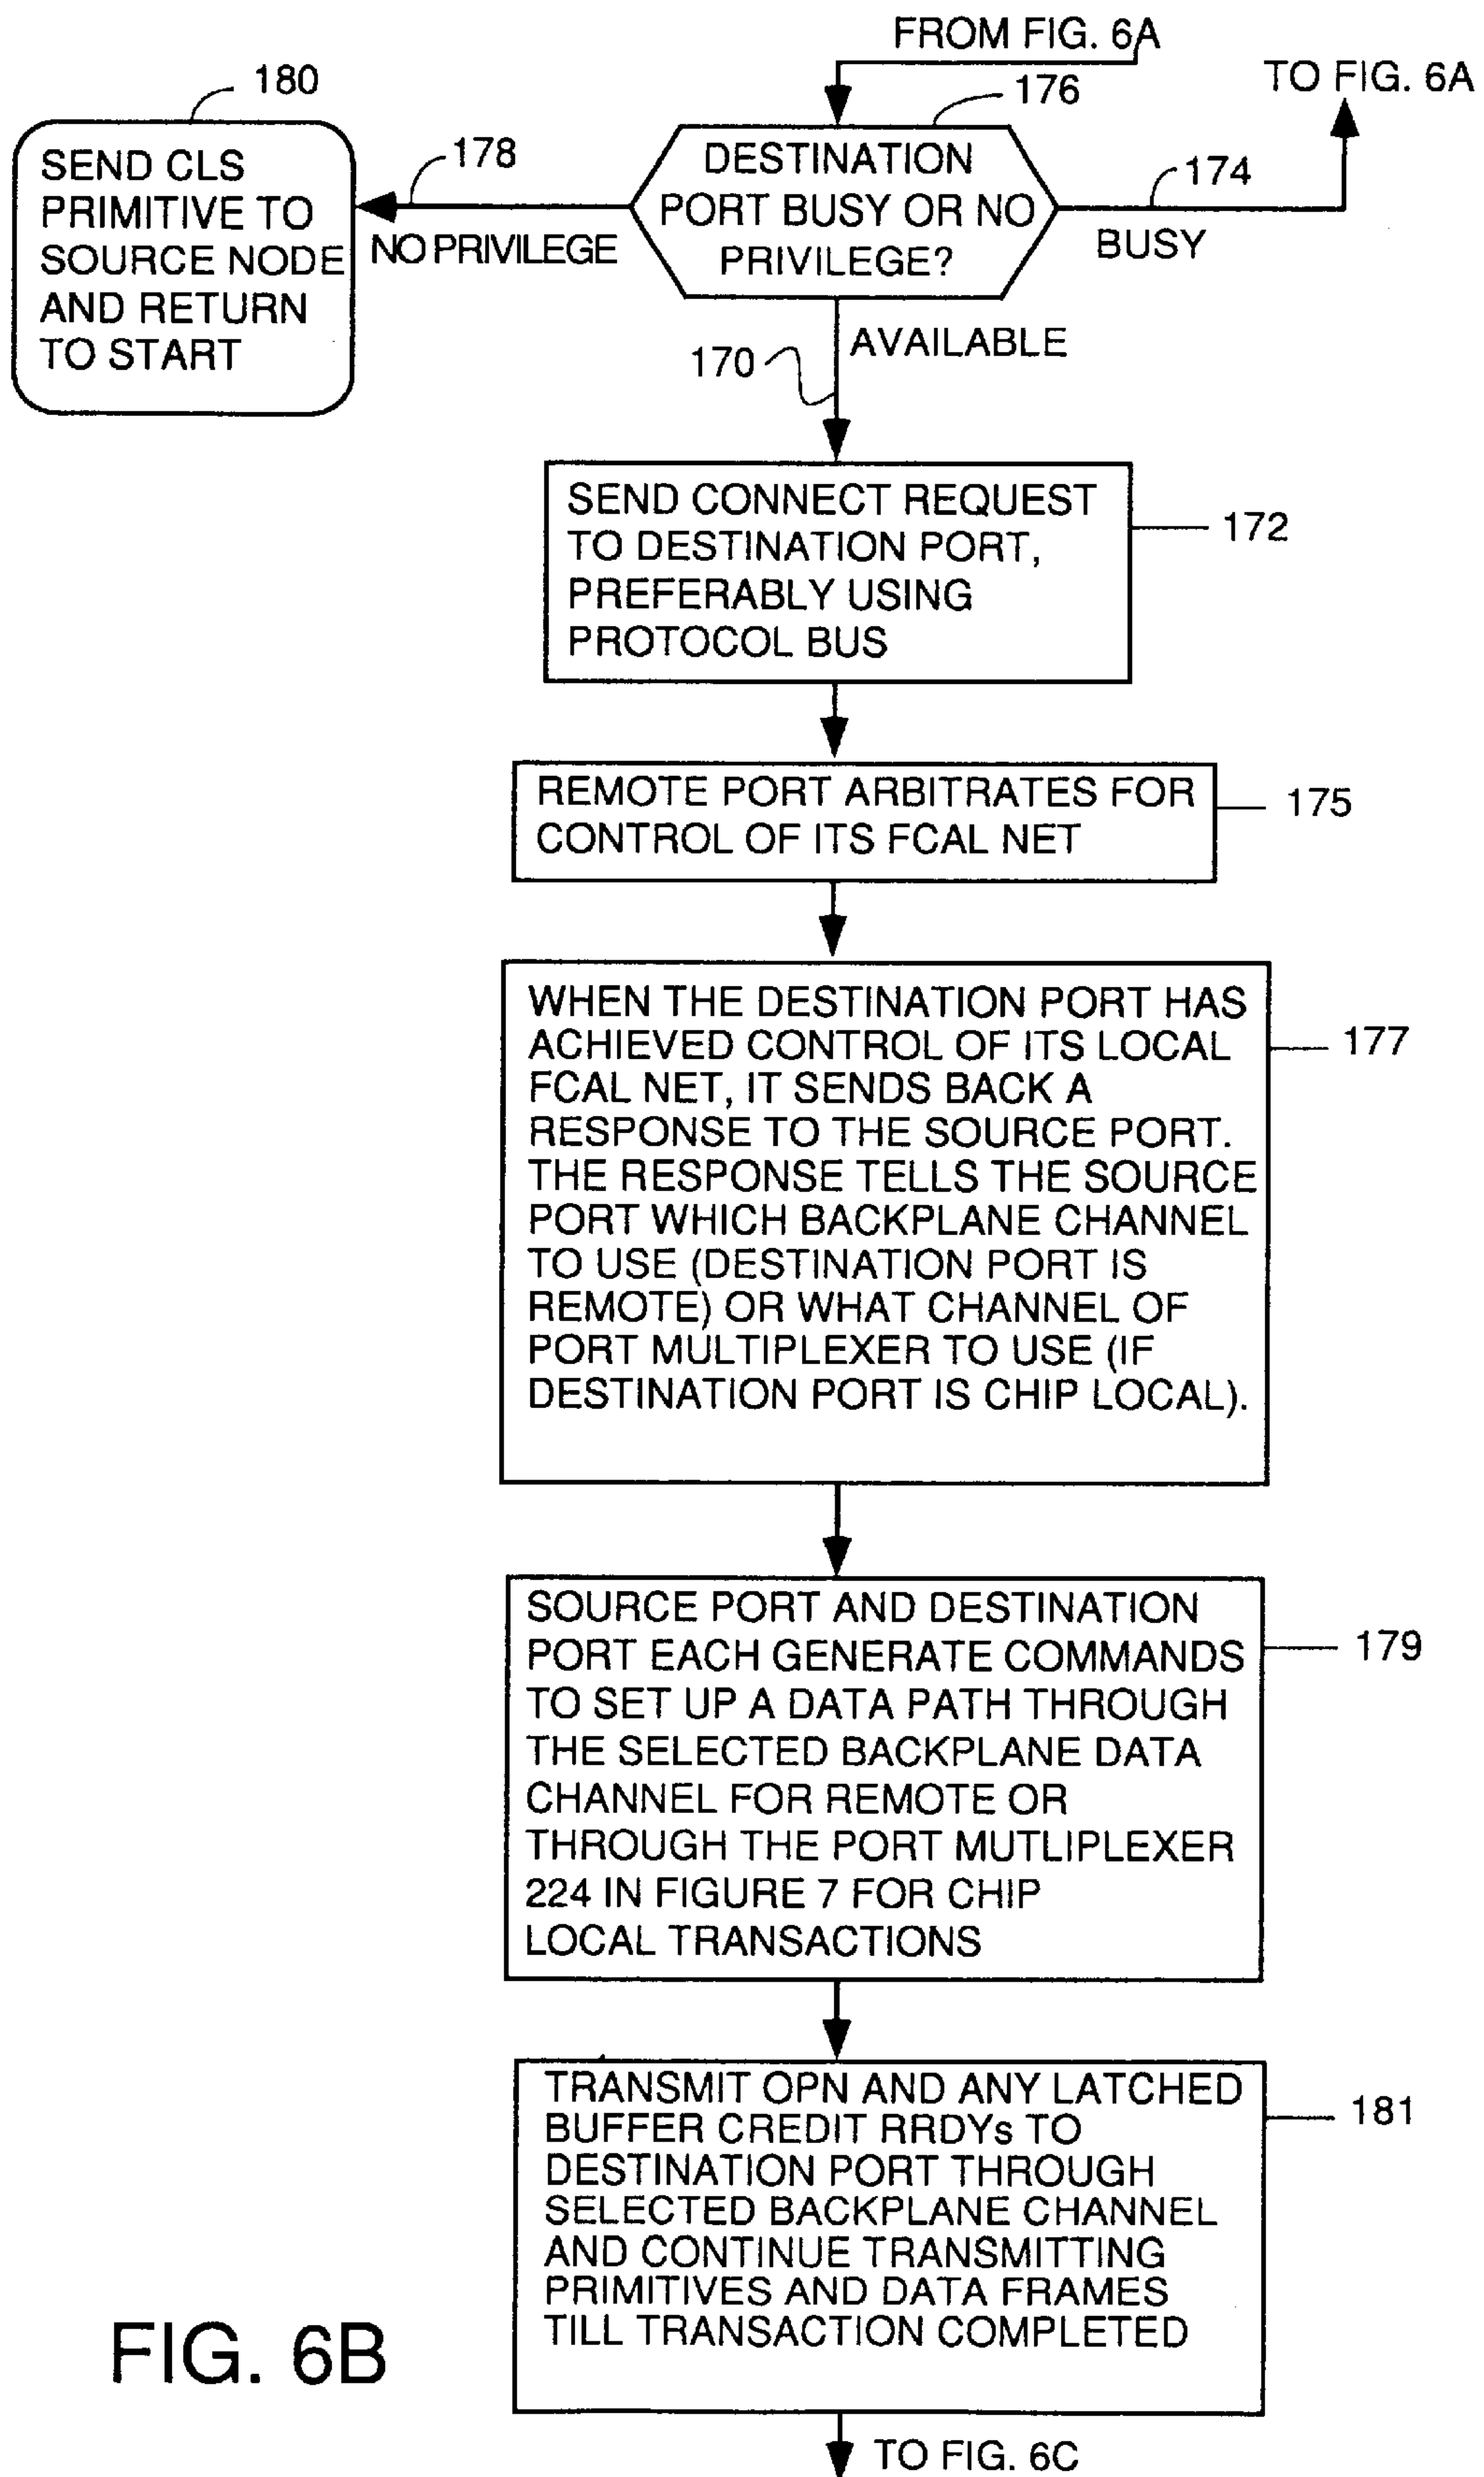 FROM FIG. 6A
TO FIG. 6A
180
176
SEND CLS
PRIMITIVE TO
SOURCE NODE
AND RETURN
TO START
178
NO PRIVILEGE
DESTINATION
PORT BUSY OR NO
PRIVILEGE?
174
BUSY
170
AVAILABLE
SEND CONNECT REQUEST
TO DESTINATION PORT,
PREFERABLY USING
PROTOCOL BUS
172
REMOTE PORT ARBITRATES FOR
CONTROL OF ITS FCAL NET
175
WHEN THE DESTINATION PORT HAS
ACHIEVED CONTROL OF ITS LOCAL
FCAL NET, IT SENDS BACK A
RESPONSE TO THE SOURCE PORT.
THE RESPONSE TELLS THE SOURCE
PORT WHICH BACKPLANE CHANNEL
TO USE (DESTINATION PORT IS
REMOTE) OR WHAT CHANNEL OF
PORT MULTIPLEXER TO USE (IF
DESTINATION PORT IS CHIP LOCAL).
177
SOURCE PORT AND DESTINATION
PORT EACH GENERATE COMMANDS
TO SET UP A DATA PATH THROUGH
THE SELECTED BACKPLANE DATA
CHANNEL FOR REMOTE OR
THROUGH THE PORT MUTLIPLEXER
224 IN FIGURE 7 FOR CHIP
LOCAL TRANSACTIONS
179
TRANSMIT OPN AND ANY LATCHED
BUFFER CREDIT RRDYs TO
DESTINATION PORT THROUGH
SELECTED BACKPLANE CHANNEL
AND CONTINUE TRANSMITTING
PRIMITIVES AND DATA FRAMES
TILL TRANSACTION COMPLETED
181
FIG. 6B
TO FIG. 6C